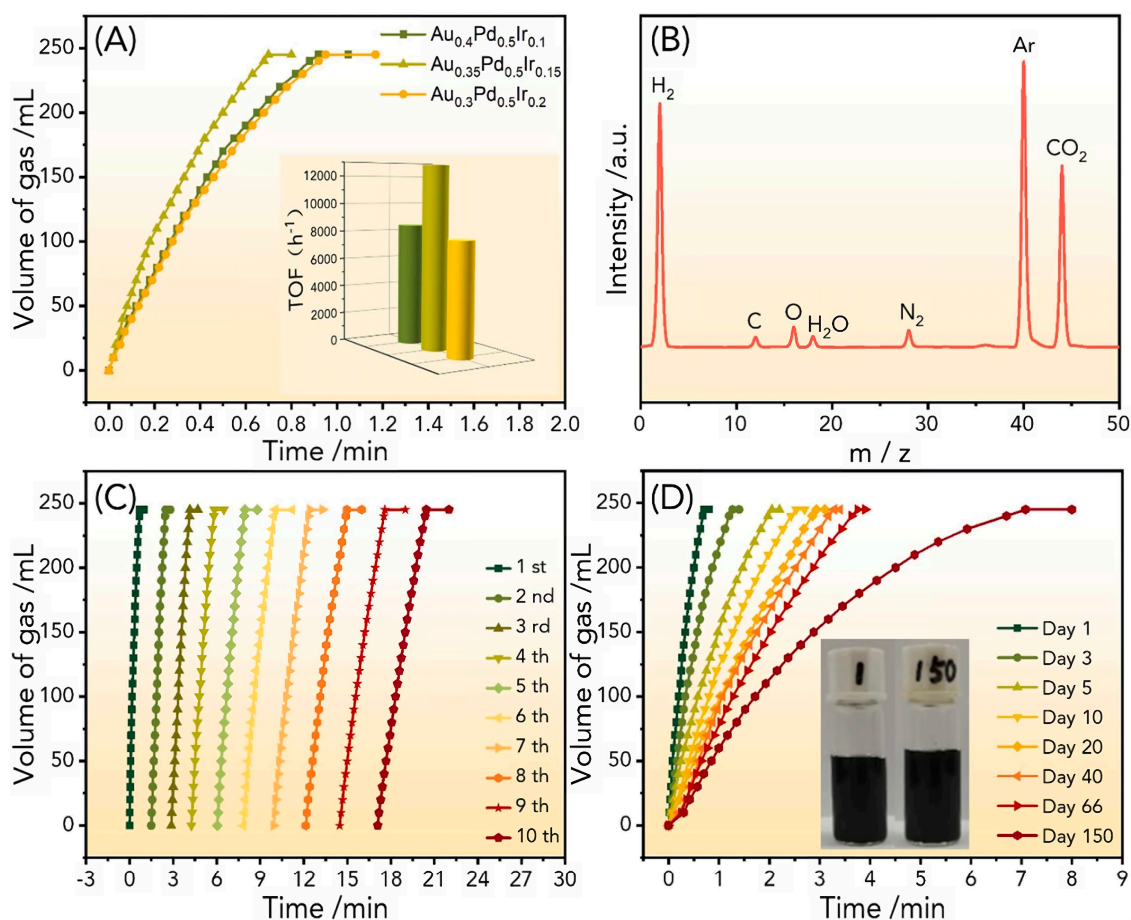 (A)
Au0.4Pd0.5Ir0.1
Au0.35Pd0.5Ir0.15
Au0.3Pd0.5Ir0.2
Volume of gas /mL
250
200
150
100
50
0
TOF (h-1)
12000
10000
8000
6000
4000
2000
0
0.0 0.2 0.4 0.6 0.8 1.0 1.2 1.4 1.6 1.8 2.0
Time /min
(B)
Intensity /a.u.
H2
C
O
H2O
N2
Ar
CO2
0 10 20 30 40 50
m / z
(C)
Volume of gas /mL
250
200
150
100
50
0
1 st
2 nd
3 rd
4 th
5 th
6 th
7 th
8 th
9 th
10 th
-3 0 3 6 9 12 15 18 21 24 27 30
Time /min
(D)
Volume of gas /mL
250
200
150
100
50
0
1
150
Day 1
Day 3
Day 5
Day 10
Day 20
Day 40
Day 66
Day 150
0 1 2 3 4 5 6 7 8 9
Time /min